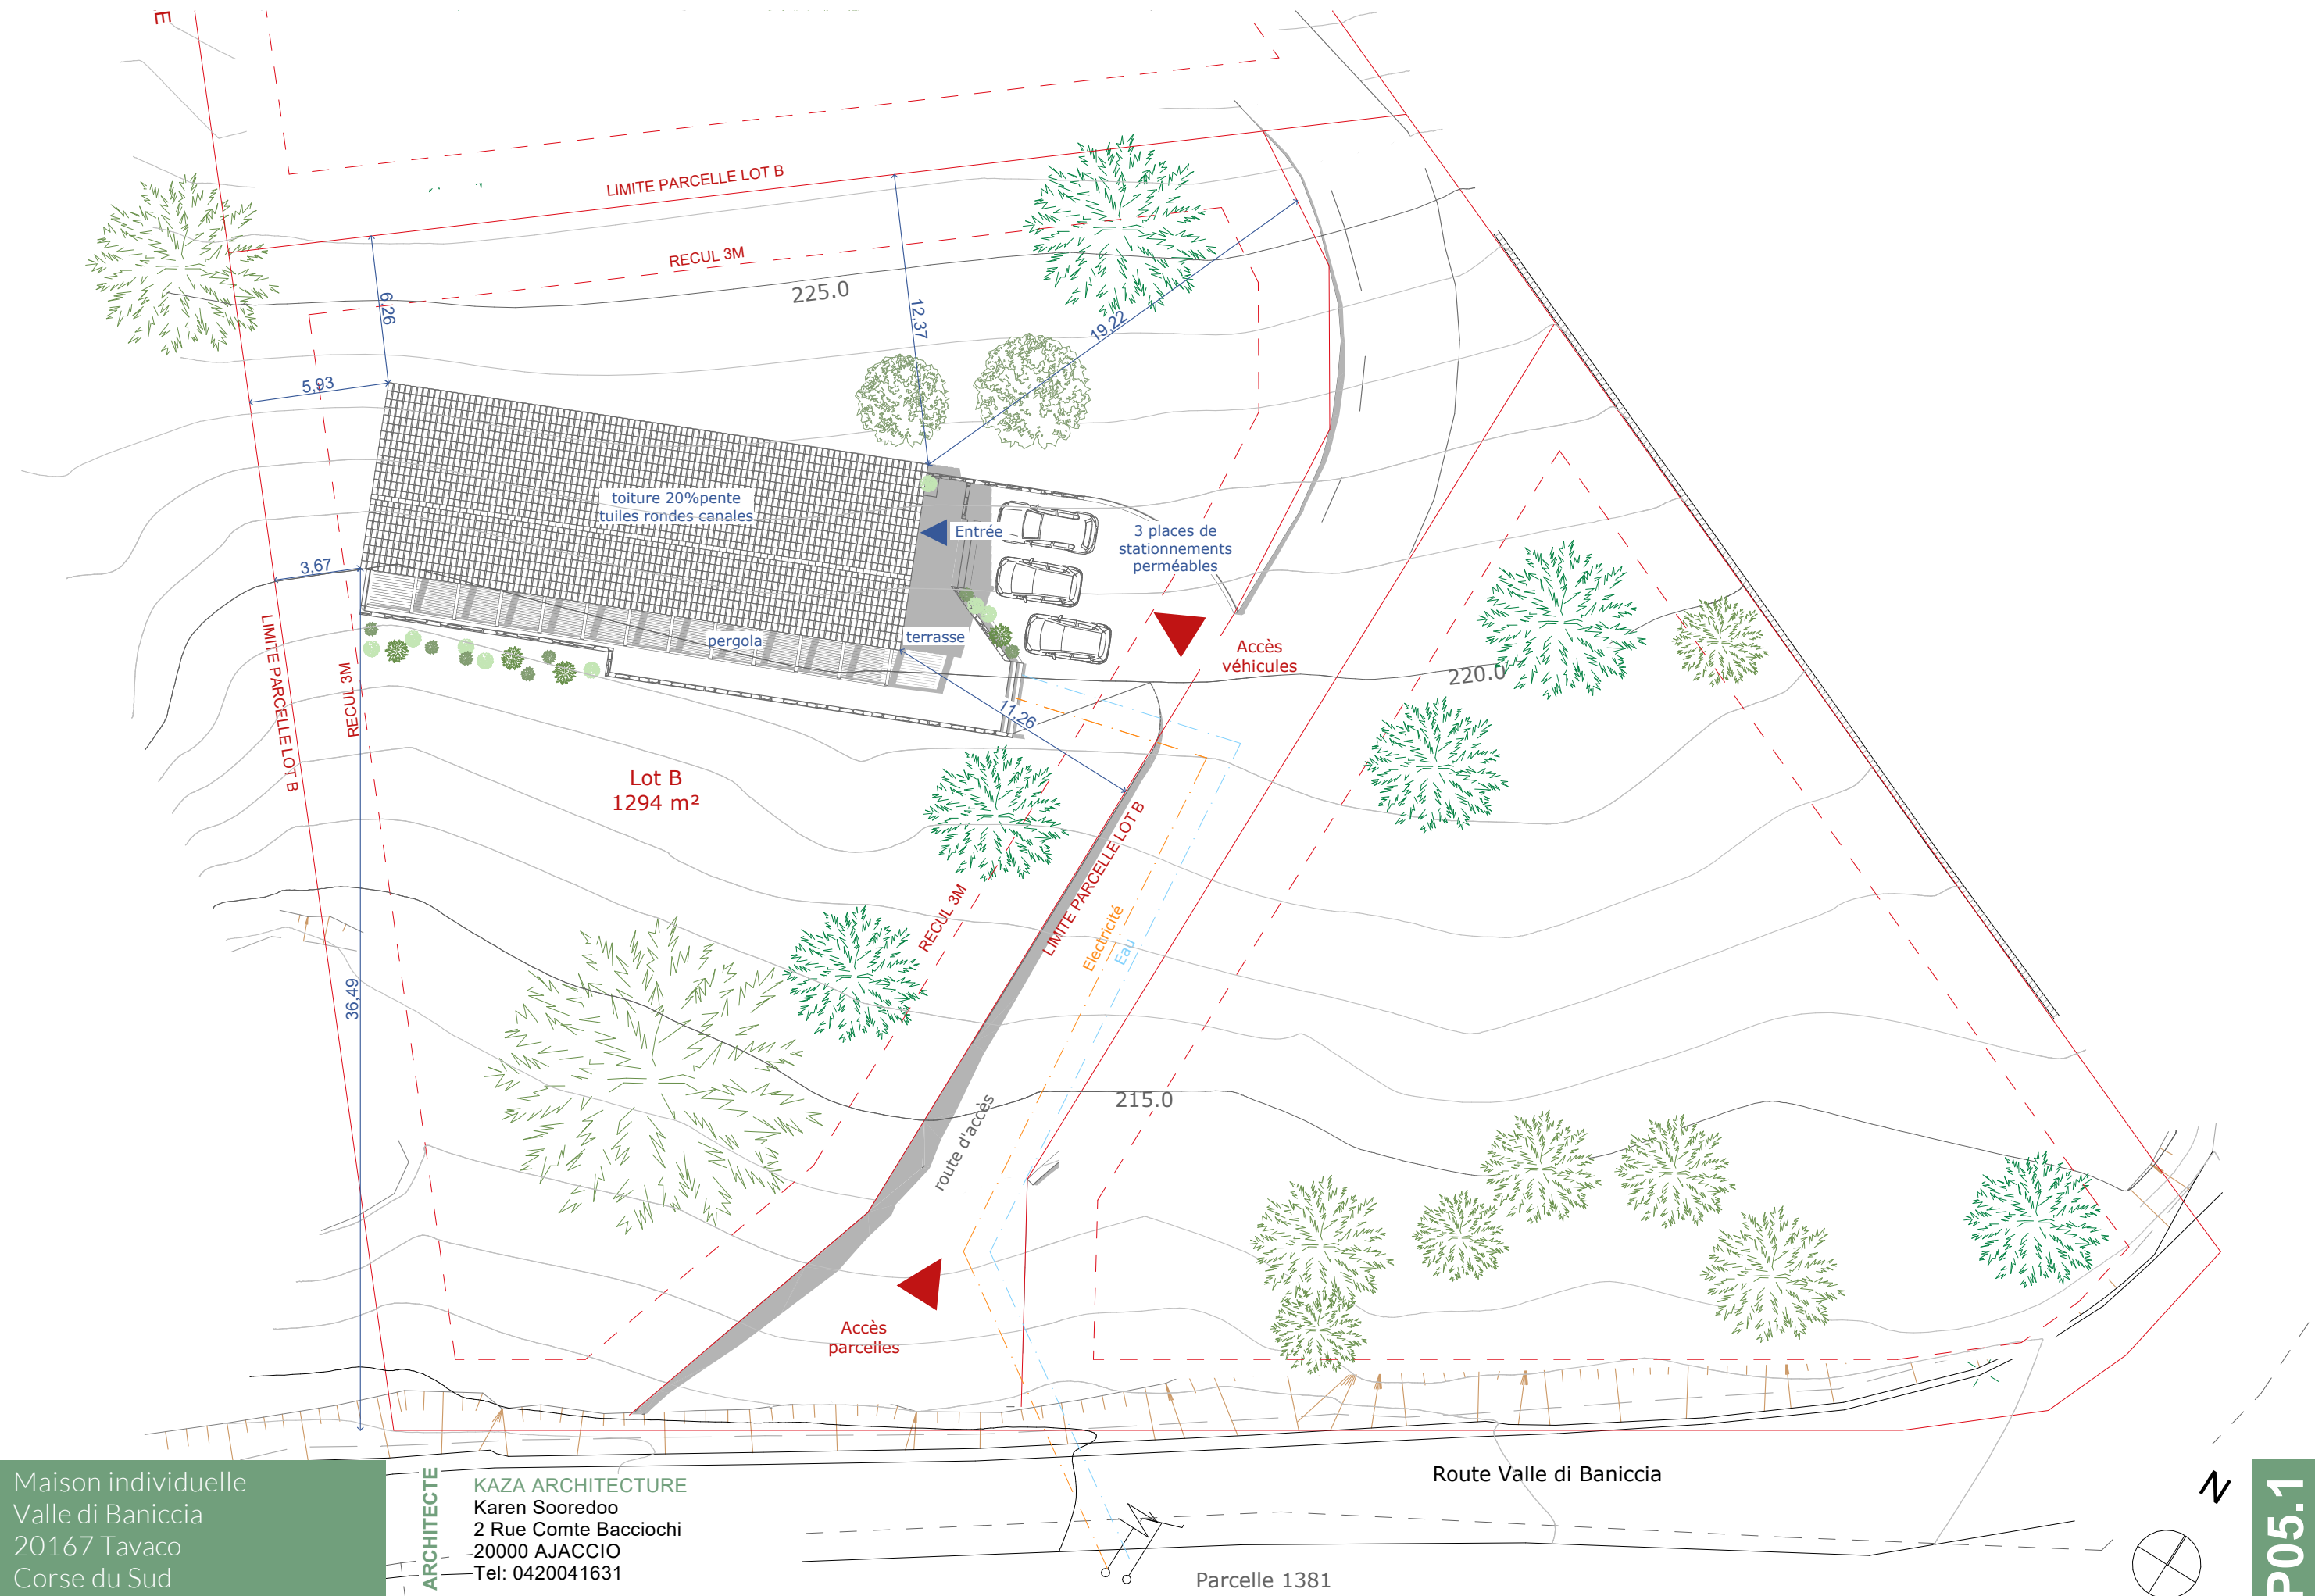 E
LIMITE PARCELLE LOT B
RECUL 3M
225.0
6,26
12,37
19,22
5,93
toiture 20%pente
tuiles rondes canales
Entrée
3 places de
stationnements
perméables
3,67
pergola
terrasse
Accès
véhicules
220.0
LIMITE PARCELLE LOT B
RECUL 3M
11,26
Lot B
1294 m²
LIMITE PARCELLE LOT B
RECUL 3M
Electricité
Eau
36,49
215.0
route d'accès
Accès
parcelles
Route Valle di Baniccia
Parcelle 1381
N
P05.1
Maison individuelle
Valle di Baniccia
20167 Tavaco
Corse du Sud
ARCHITECTE
KAZA ARCHITECTURE
Karen Sooredoo
2 Rue Comte Bacciochi
20000 AJACCIO
Tel: 0420041631